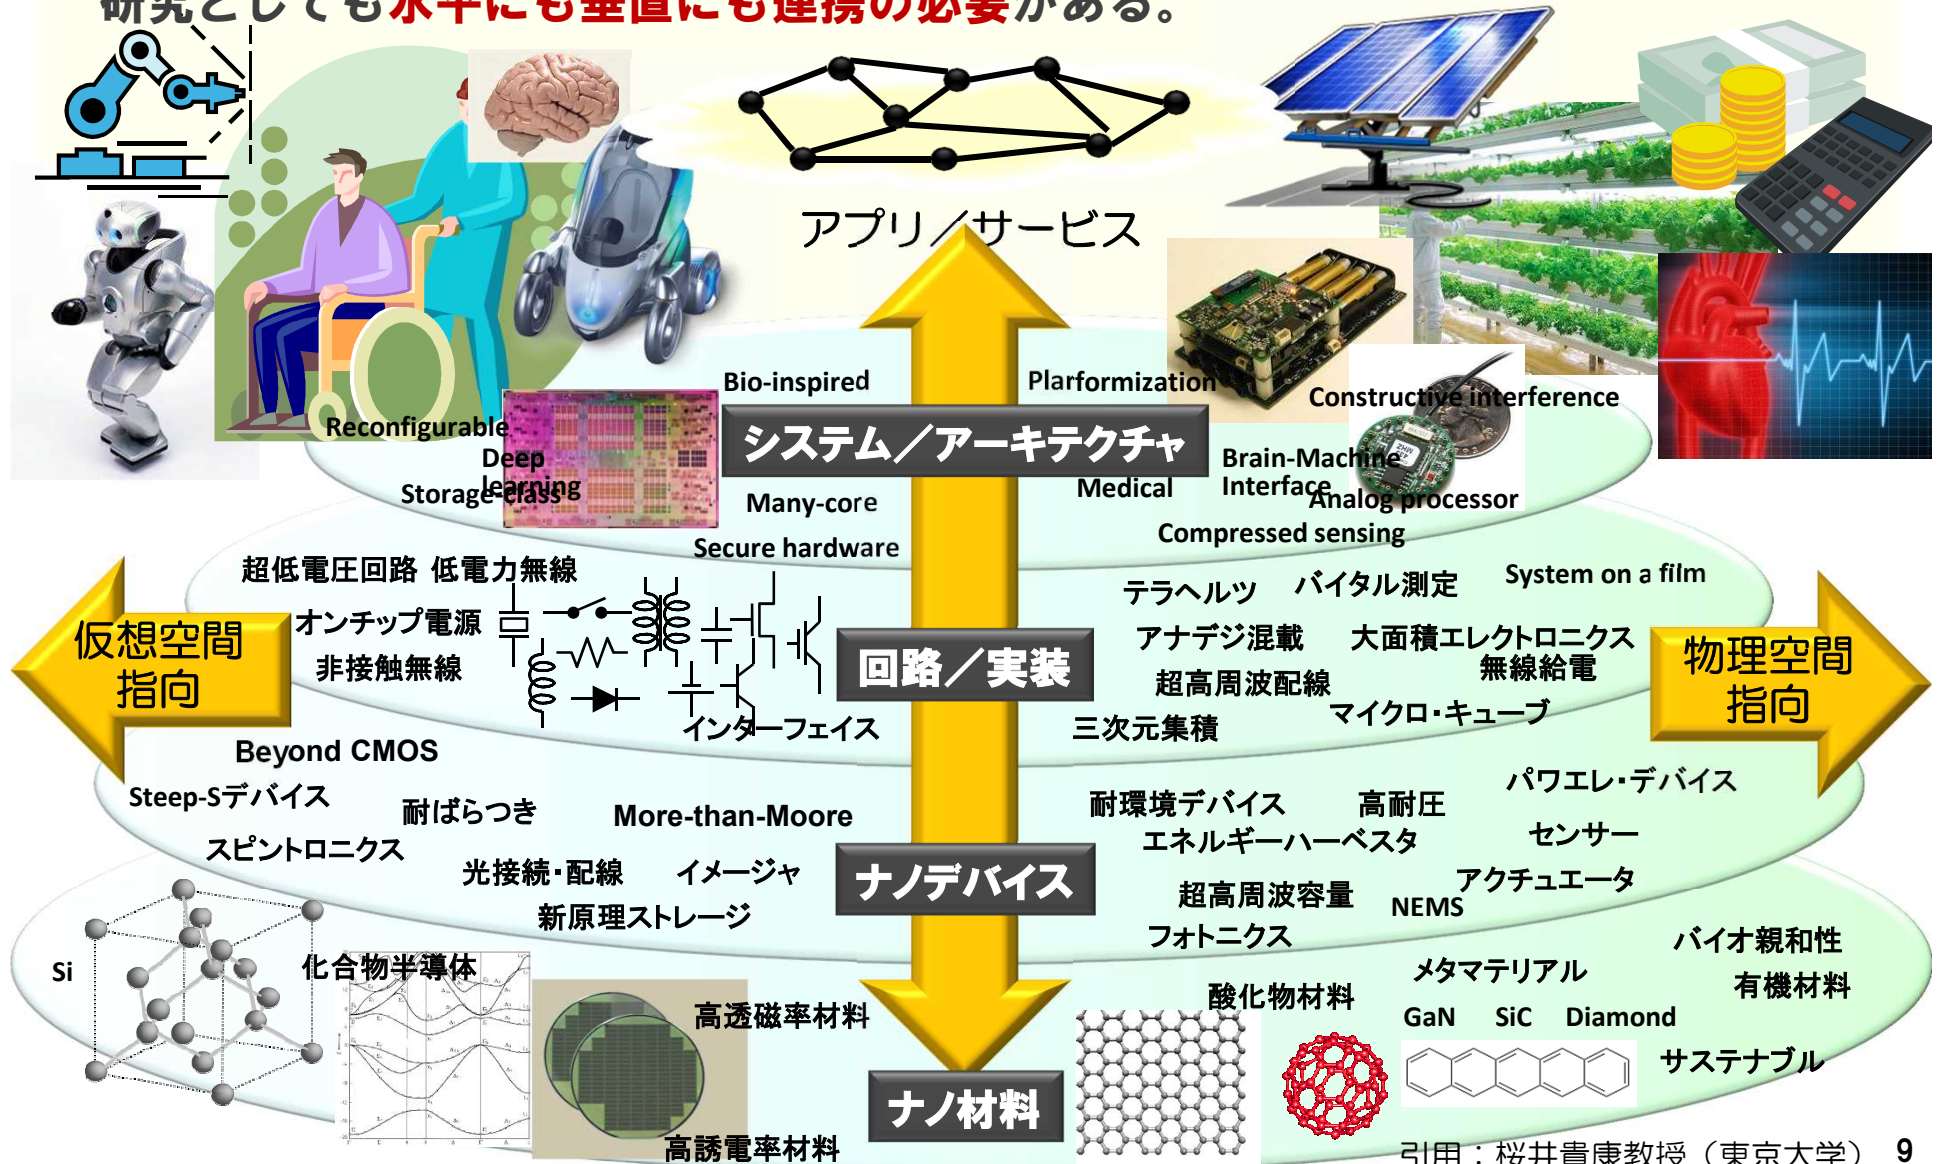 研究としても水平にも垂直にも連携の必要がある。
アプリ／サービス
Bio-inspired
Plarformization
Constructive interference
Reconfigurable
システム／アーキテクチャ
Deep
learning
Brain-Machine
Interface
Storage-class
Many-core
Medical
Analog processor
Compressed sensing
Secure hardware
超低電圧回路 低電力無線
テラヘルツ
バイタル測定
System on a film
オンチップ電源
アナデジ混載
大面積エレクトロニクス
仮想空間
指向
非接触無線
回路／実装
超高周波配線
無線給電
物理空間
指向
インターフェイス
三次元集積
マイクロ・キューブ
Beyond CMOS
Steep-Sデバイス
耐ばらつき
More-than-Moore
耐環境デバイス
高耐圧
パワエレ・デバイス
スピントロニクス
エネルギーハーベスタ
センサー
光接続・配線
イメージャ
ナノデバイス
超高周波容量
アクチュエータ
NEMS
新原理ストレージ
フォトニクス
バイオ親和性
Si
化合物半導体
メタマテリアル
有機材料
高透磁率材料
酸化物材料
GaN SiC Diamond
サステナブル
ナノ材料
高誘電率材料
引用：桜井貴康教授（東京大学） 9